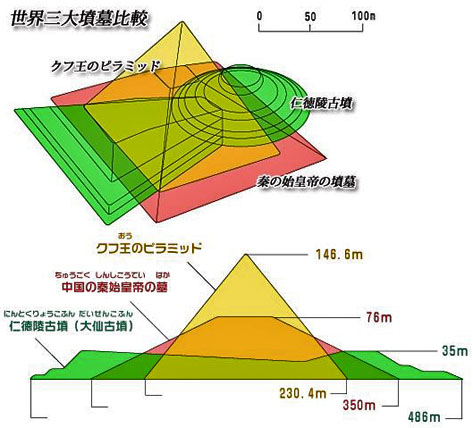 世界三大墳墓比較
0 50 100m
クフ王のピラミッド
仁徳陵古墳
秦の始皇帝の墳墓
おう
クフ王のピラミッド
146.6m
ちゅうごく しんしこうてい はか
中国の秦始皇帝の墓
76m
にんとくりょうこふん だいせんこふん
仁徳陵古墳（大仙古墳）
35m
230.4m
350m
486m